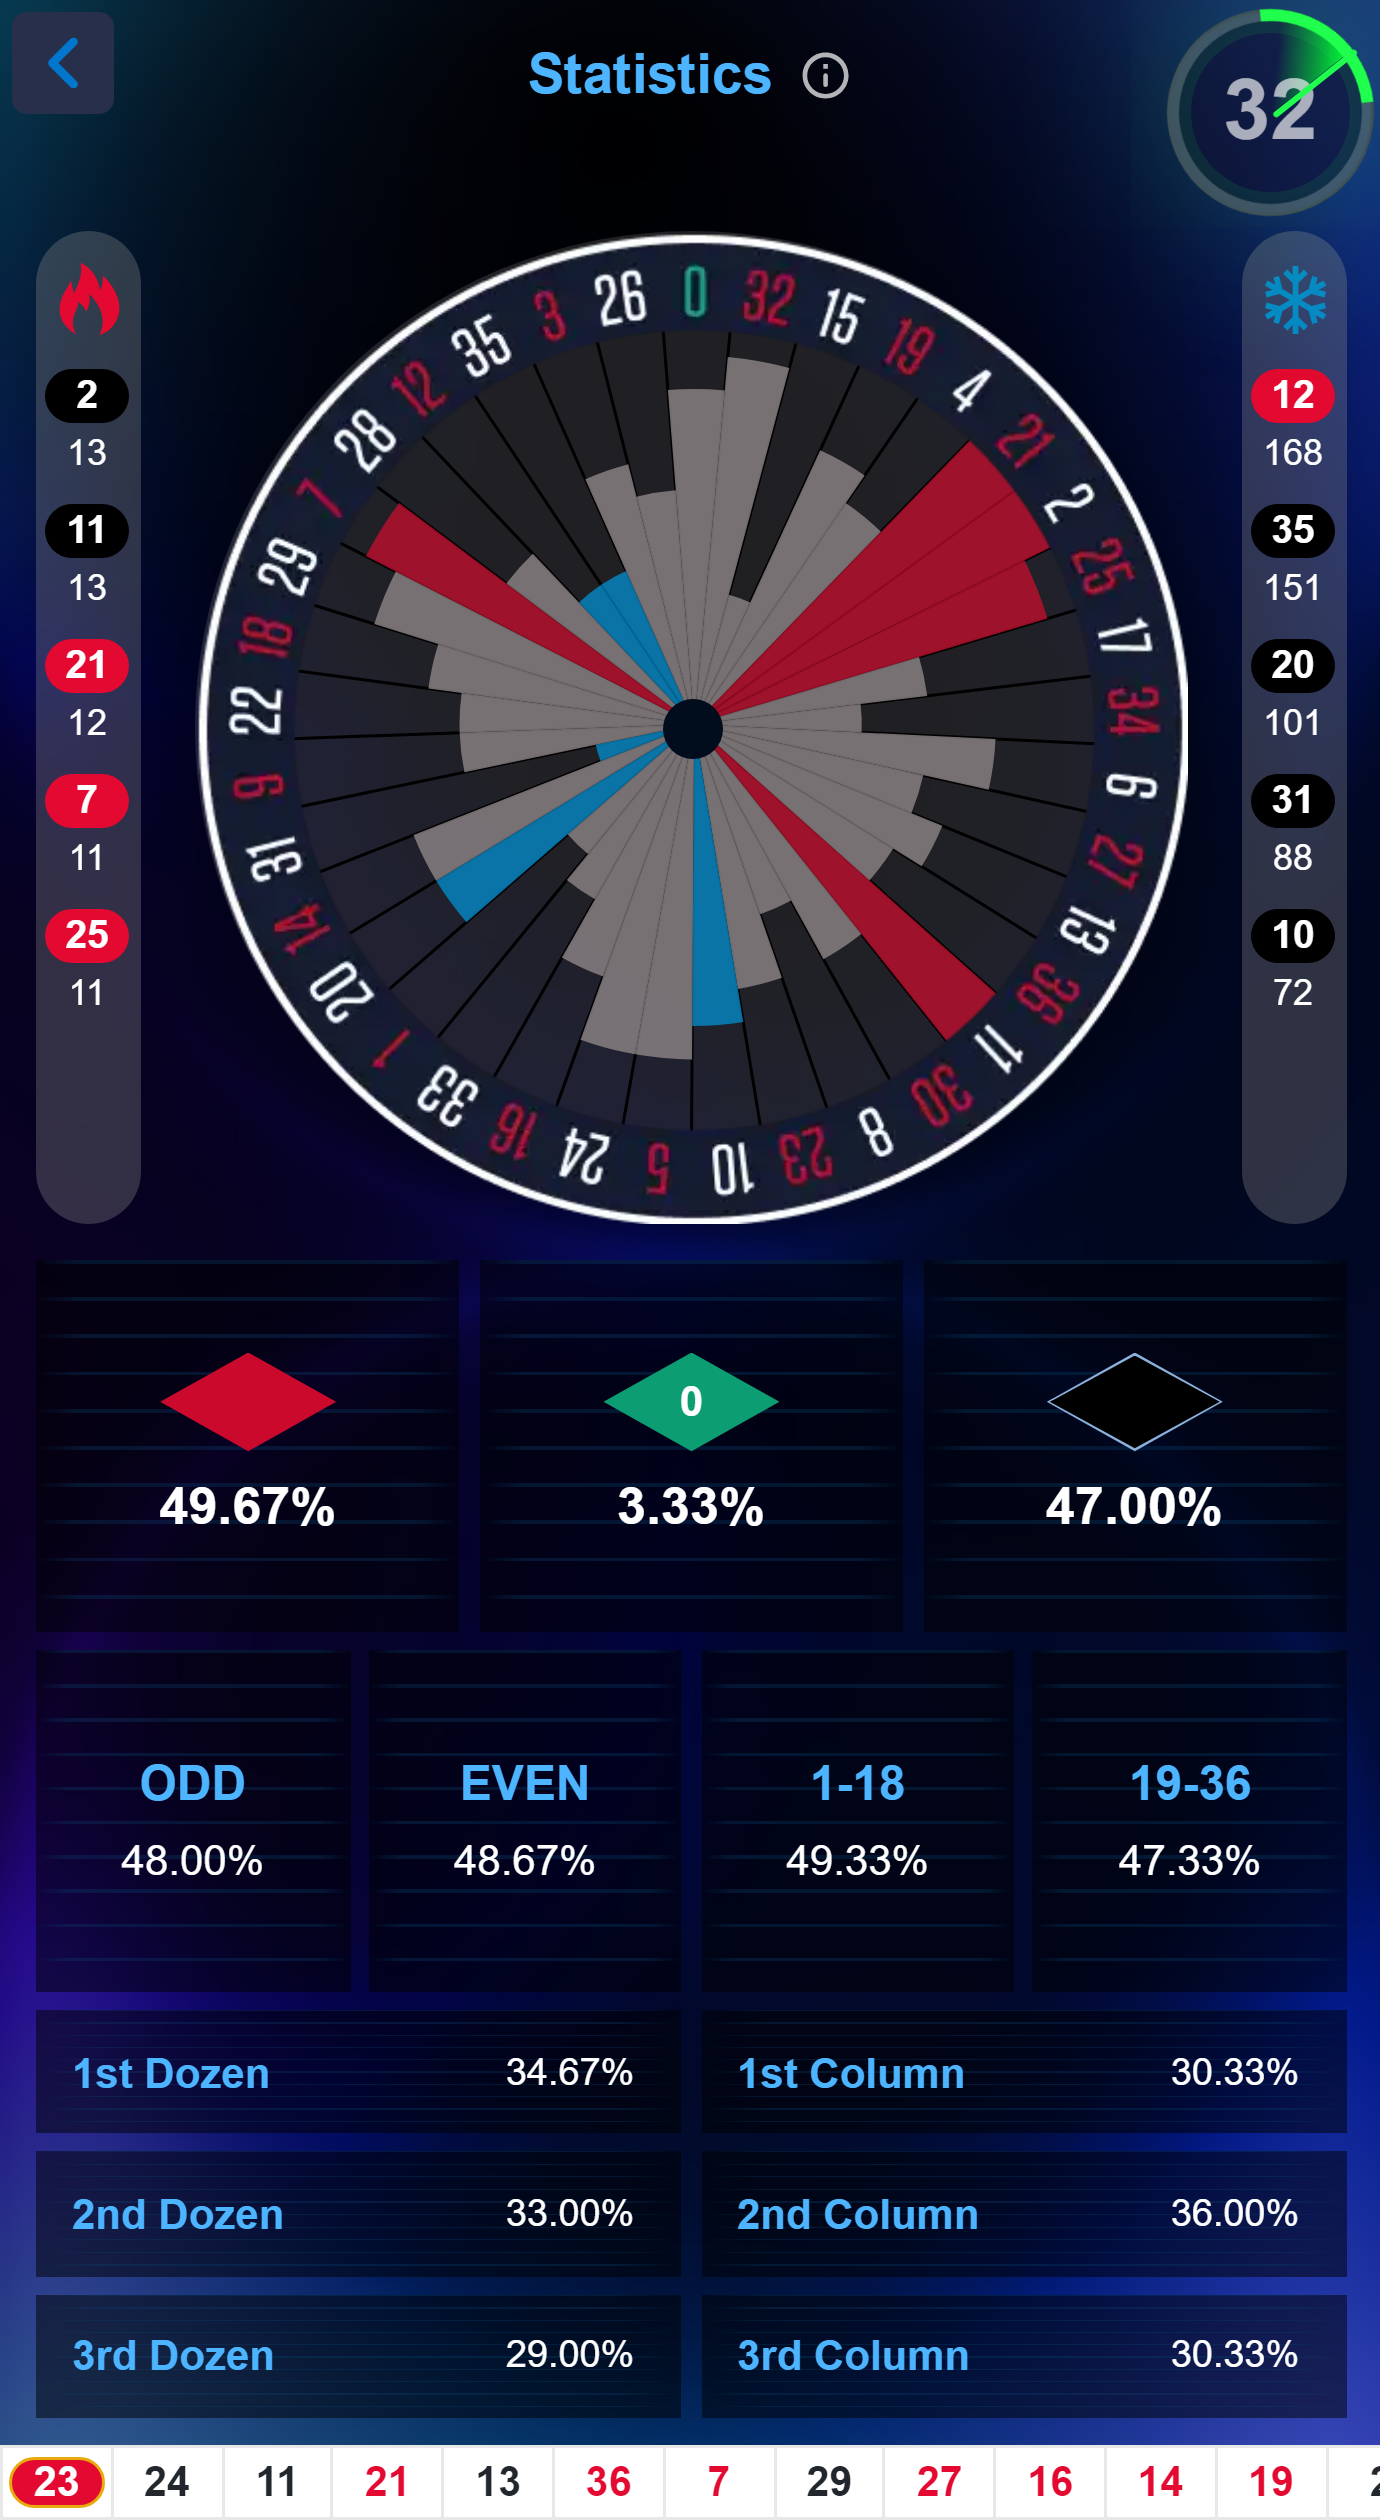 Statistics
32
2
13
11
13
21
12
7
11
25
11
0 32 15 19 4 21 2 25 17 34 6 27 13 36 11 30 8 23 10 5 24 16 33 1 20 14 31 9 22 18 29 7 28 12 35 3 26
12
168
35
151
20
101
31
88
10
72
0
49.67% 3.33% 47.00%
ODD EVEN 1-18 19-36
48.00% 48.67% 49.33% 47.33%
1st Dozen 34.67% 1st Column 30.33%
2nd Dozen 33.00% 2nd Column 36.00%
3rd Dozen 29.00% 3rd Column 30.33%
23 24 11 21 13 36 7 29 27 16 14 19